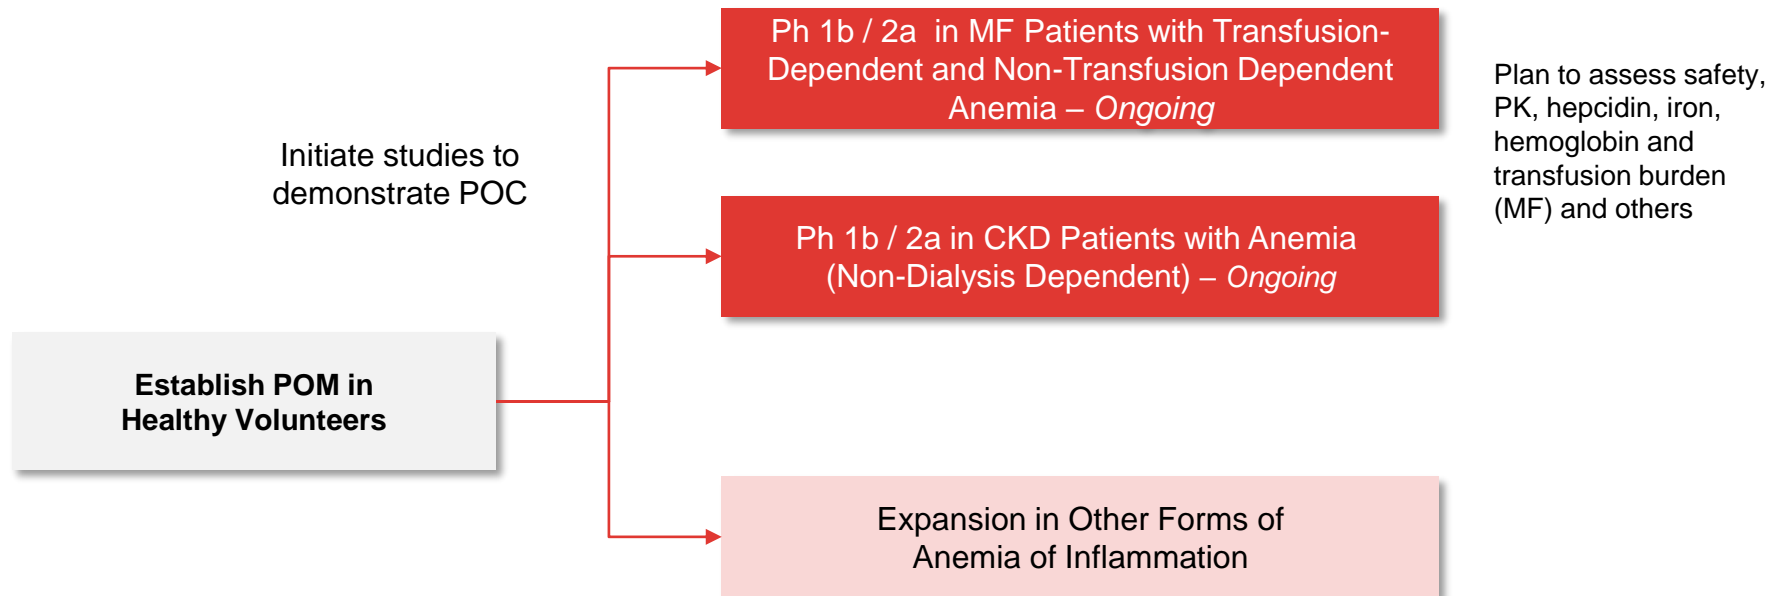 Ph 1b / 2a  in MF Patients with Transfusion-
Dependent and Non-Transfusion Dependent
Anemia – Ongoing
Plan to assess safety,
PK, hepcidin, iron,
hemoglobin and
transfusion burden
(MF) and others
Initiate studies to
demonstrate POC
Ph 1b / 2a in CKD Patients with Anemia
(Non-Dialysis Dependent) – Ongoing
Establish POM in
Healthy Volunteers
Expansion in Other Forms of
Anemia of Inflammation